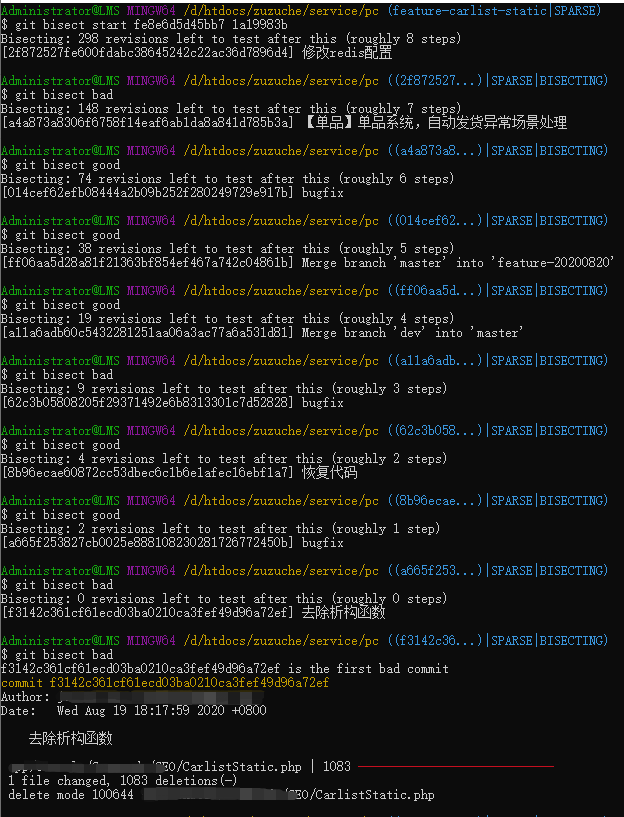 Administrator@LMS MINGW64 /d/htdocs/zuzuche/service/pc (feature-carlist-static|SPARSE)
$ git bisect start fe8e6d5d45bb7 1a19983b
Bisecting: 298 revisions left to test after this (roughly 8 steps)
[2f872527fe600fdabc38645242c22ac36d7896d4] 修改redis配置
Administrator@LMS MINGW64 /d/htdocs/zuzuche/service/pc ((2f872527...)|SPARSE|BISECTING)
$ git bisect bad
Bisecting: 148 revisions left to test after this (roughly 7 steps)
[a4a873a8306f6758f14eaf6ab1da8a841d785b3a] 【单品】单品系统，自动发货异常场景处理
Administrator@LMS MINGW64 /d/htdocs/zuzuche/service/pc ((a4a873a8...)|SPARSE|BISECTING)
$ git bisect good
Bisecting: 74 revisions left to test after this (roughly 6 steps)
[014cef62efb08444a2b09b252f280249729e917b] bugfix
Administrator@LMS MINGW64 /d/htdocs/zuzuche/service/pc ((014cef62...)|SPARSE|BISECTING)
$ git bisect good
Bisecting: 38 revisions left to test after this (roughly 5 steps)
[ff06aa5d28a81f21363bf854ef467a742c04861b] Merge branch 'master' into 'feature-20200820'
Administrator@LMS MINGW64 /d/htdocs/zuzuche/service/pc ((ff06aa5d...)|SPARSE|BISECTING)
$ git bisect good
Bisecting: 19 revisions left to test after this (roughly 4 steps)
[a11a6adb60c5432281251aa06a3ac77a6a531d81] Merge branch 'dev' into 'master'
Administrator@LMS MINGW64 /d/htdocs/zuzuche/service/pc ((a11a6adb...)|SPARSE|BISECTING)
$ git bisect bad
Bisecting: 9 revisions left to test after this (roughly 3 steps)
[62c3b05808205f29371492e6b8313301c7d52828] bugfix
Administrator@LMS MINGW64 /d/htdocs/zuzuche/service/pc ((62c3b058...)|SPARSE|BISECTING)
$ git bisect good
Bisecting: 4 revisions left to test after this (roughly 2 steps)
[8b96ecae60872cc53dbec6c1b6e1afec16ebf1a7] 恢复代码
Administrator@LMS MINGW64 /d/htdocs/zuzuche/service/pc ((8b96ecae...)|SPARSE|BISECTING)
$ git bisect good
Bisecting: 2 revisions left to test after this (roughly 1 step)
[a665f253827cb0025e888108230281726772450b] bugfix
Administrator@LMS MINGW64 /d/htdocs/zuzuche/service/pc ((a665f253...)|SPARSE|BISECTING)
$ git bisect bad
Bisecting: 0 revisions left to test after this (roughly 0 steps)
[f3142c361cf61ecd03ba0210ca3fef49d96a72ef] 去除析构函数
Administrator@LMS MINGW64 /d/htdocs/zuzuche/service/pc ((f3142c36...)|SPARSE|BISECTING)
$ git bisect bad
f3142c361cf61ecd03ba0210ca3fef49d96a72ef is the first bad commit
commit f3142c361cf61ecd03ba0210ca3fef49d96a72ef
Author:
Date:   Wed Aug 19 18:17:59 2020 +0800
去除析构函数
EO/CarlistStatic.php | 1083
1 file changed, 1083 deletions(-)
delete mode 100644 EO/CarlistStatic.php